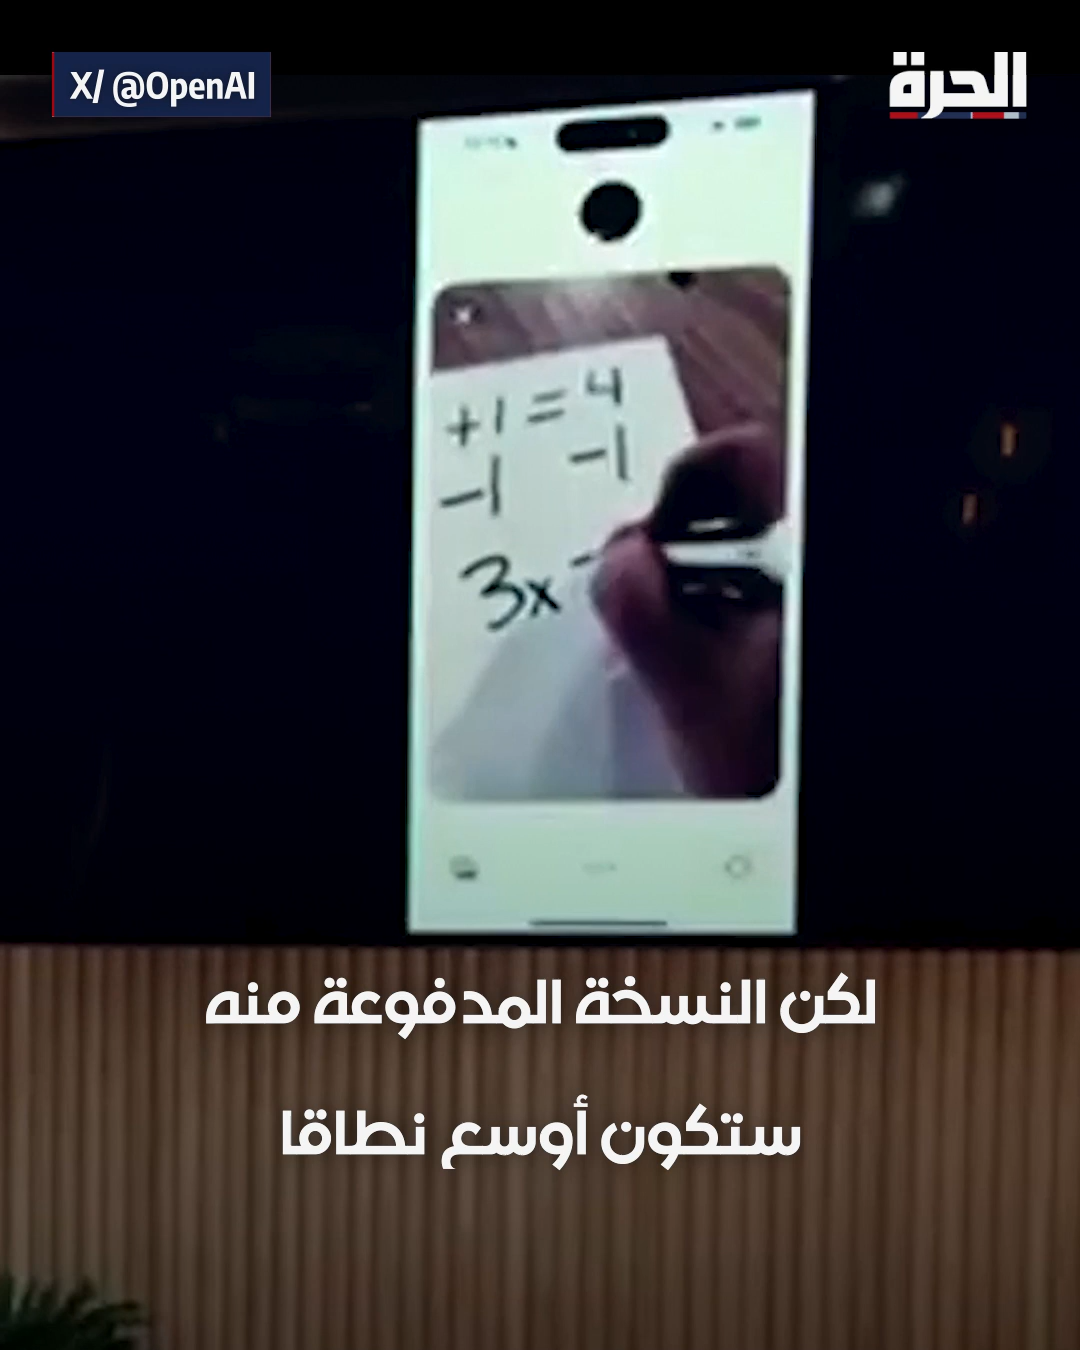 X/ @OpenAI
الحرة
+1 = 4
-1 -1
3x
لكن النسخة المدفوعة منه
ستكون أوسع نطاقا